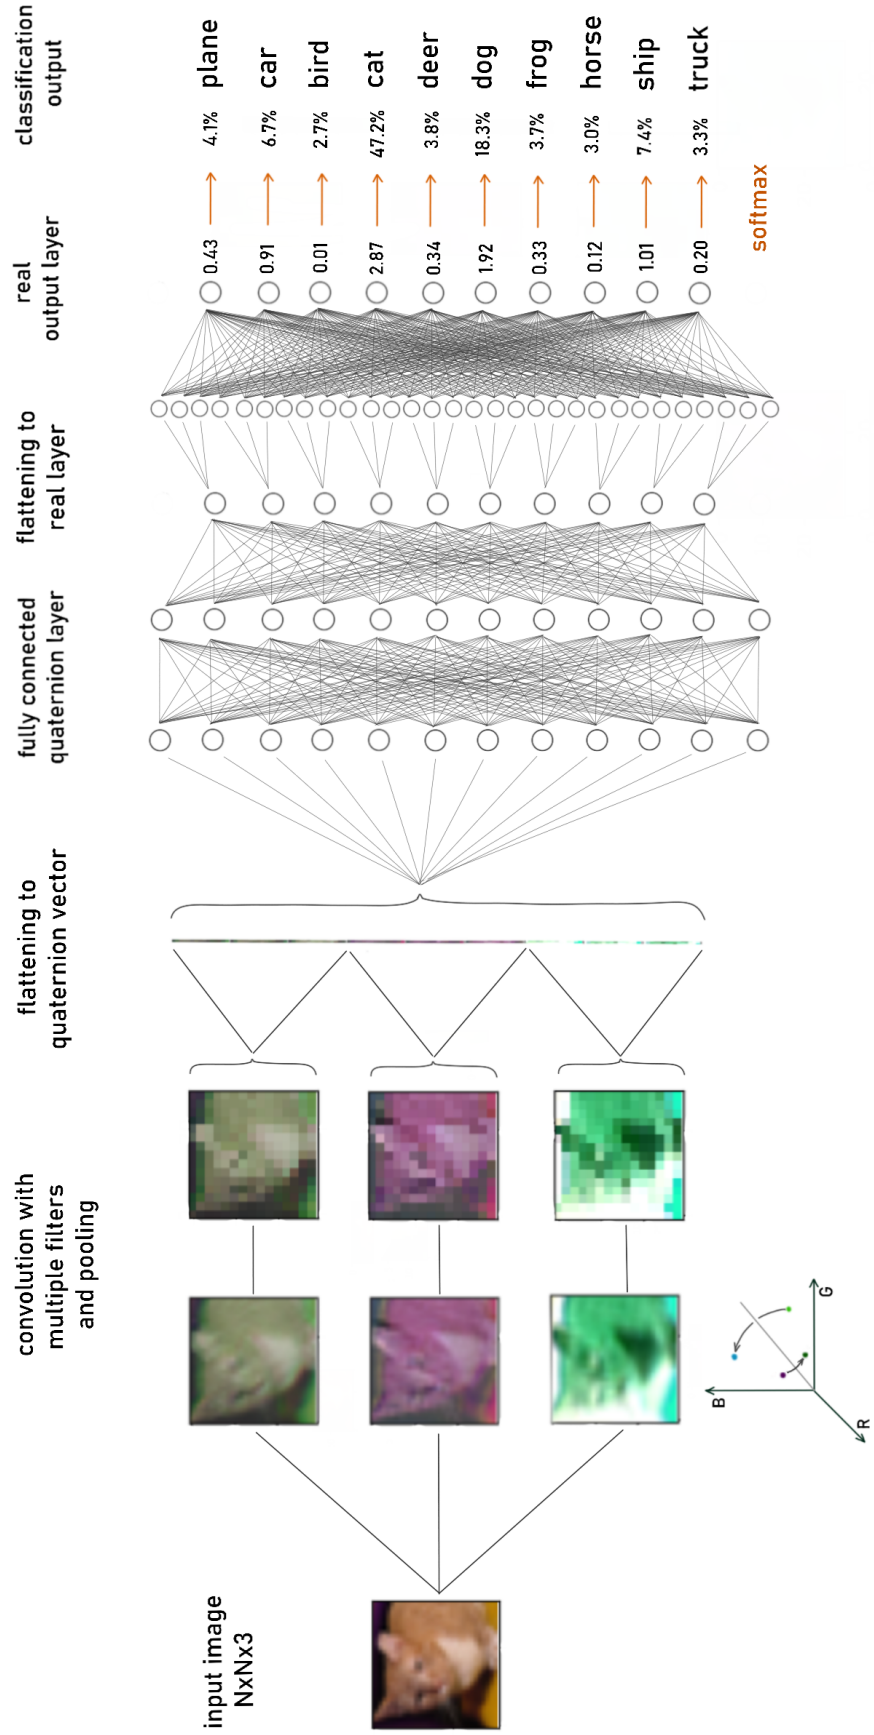 input image
NxNx3
convolution with
multiple filters
and pooling
flattening to
quaternion vector
fully connected
quaternion layer
flattening to
real layer
real
output layer
classification
output
0.43 4.1% plane
0.91 6.7% car
0.01 2.7% bird
2.87 47.2% cat
0.34 3.8% deer
1.92 18.3% dog
0.33 3.7% frog
0.12 3.0% horse
1.01 7.4% ship
0.20 3.3% truck
softmax
B
G
R